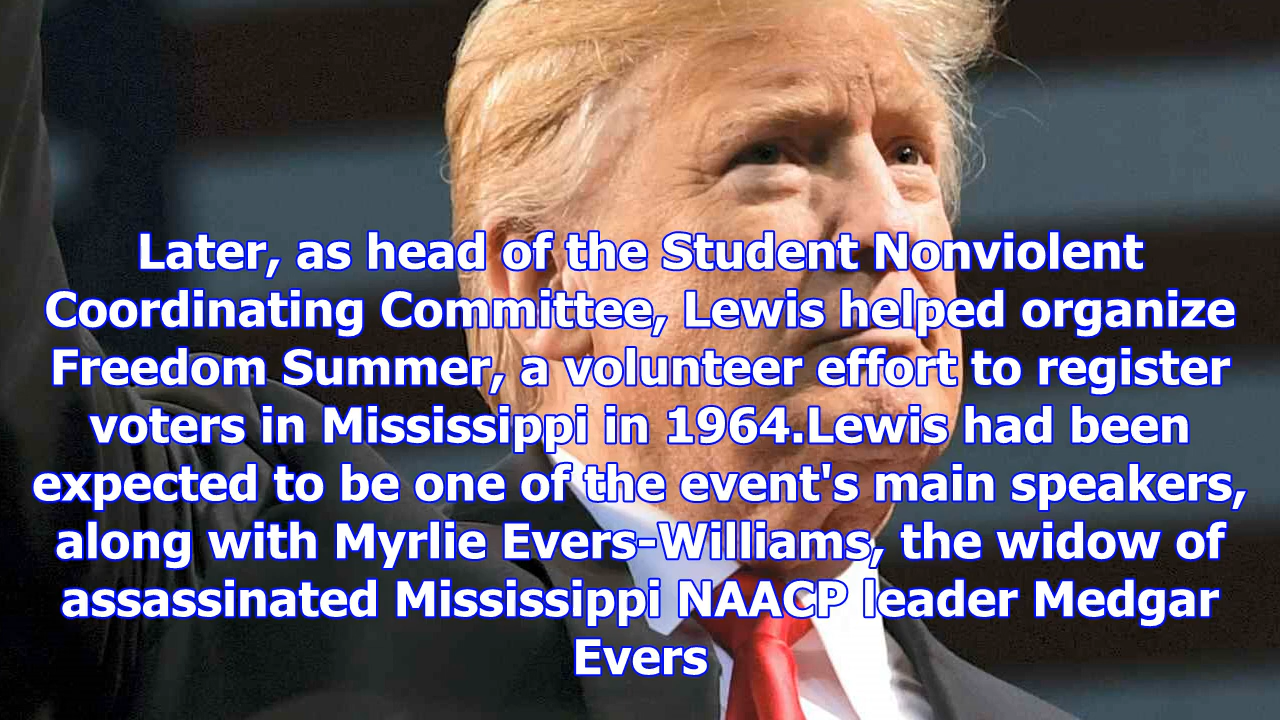 Later, as head of the Student Nonviolent
Coordinating Committee, Lewis helped organize
Freedom Summer, a volunteer effort to register
voters in Mississippi in 1964.Lewis had been
expected to be one of the event's main speakers,
along with Myrlie Evers-Williams, the widow of
assassinated Mississippi NAACP leader Medgar
Evers